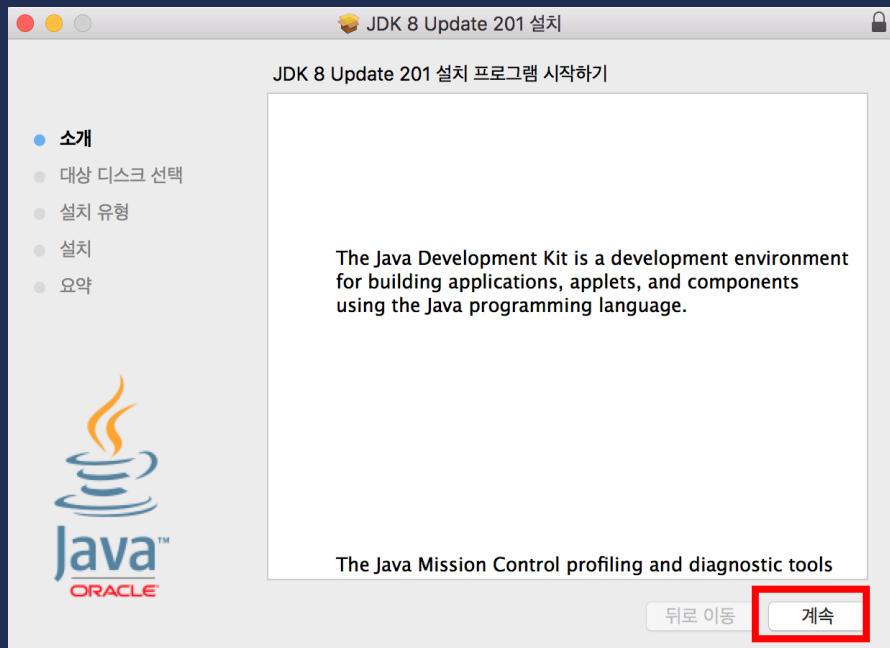 JDK 8 Update 201 설치
JDK 8 Update 201 설치 프로그램 시작하기
소개
대상 디스크 선택
설치 유형
설치
요약
The Java Development Kit is a development environment
for building applications, applets, and components
using the Java programming language.
The Java Mission Control profiling and diagnostic tools
Java™
ORACLE
뒤로 이동
계속